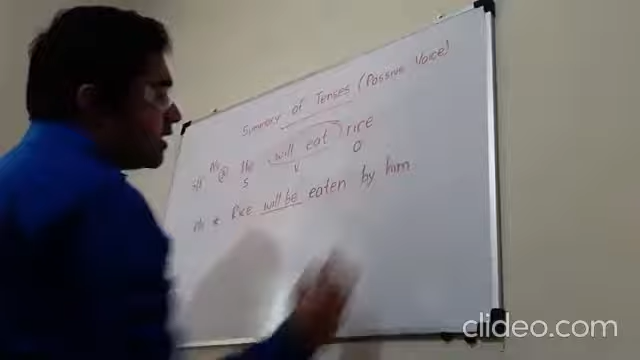 Summary of Tenses (Passive Voice)
He will eat rice
S V O
* Rice will be eaten by him
clideo.com